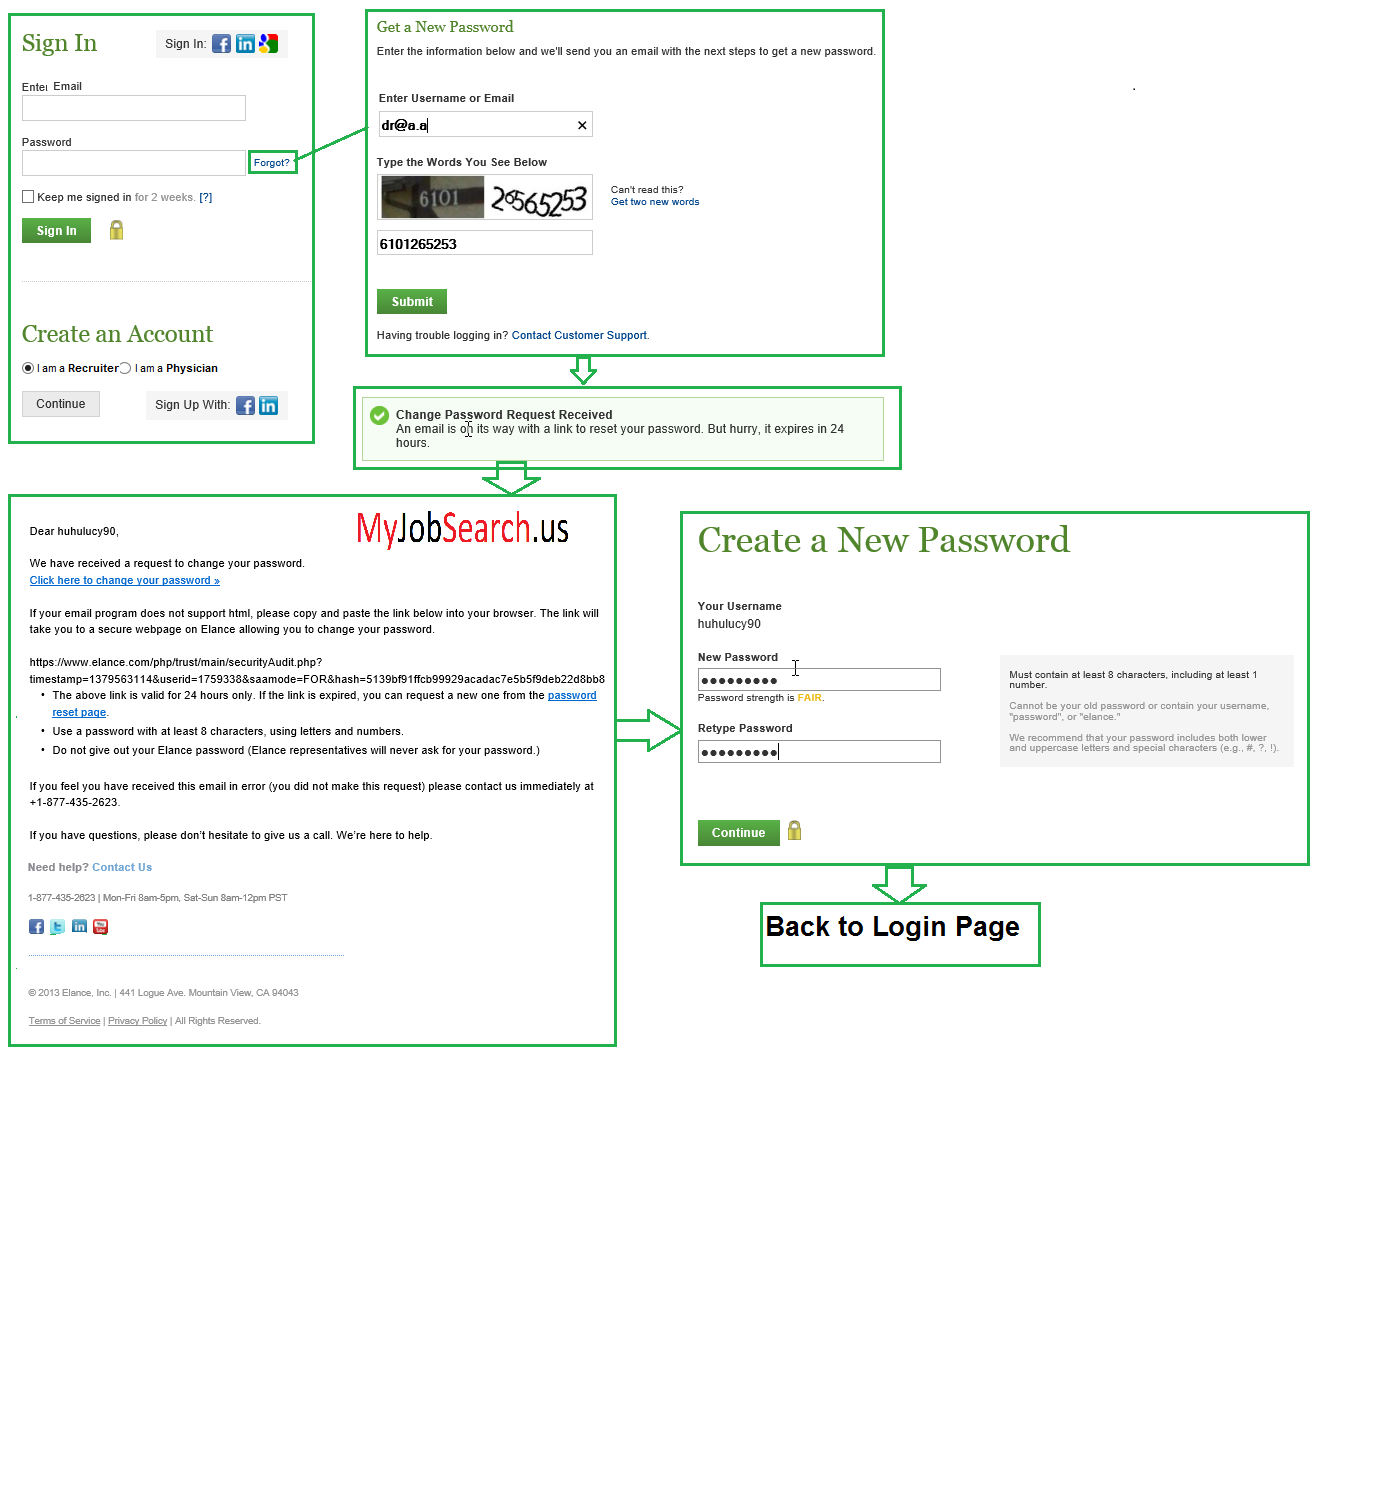 Sign In
Sign In:
Enter Email
Password
Forgot?
Keep me signed in for 2 weeks. [?]
Sign In
Create an Account
I am a Recruiter I am a Physician
Continue
Sign Up With:
Get a New Password
Enter the information below and we'll send you an email with the next steps to get a new password.
Enter Username or Email
dr@a.a
Type the Words You See Below
6101
Can't read this?
Get two new words
6101265253
Submit
Having trouble logging in? Contact Customer Support.
Change Password Request Received
An email is on its way with a link to reset your password. But hurry, it expires in 24
hours.
MyJobSearch.us
Dear huhulucy90,
We have received a request to change your password.
Click here to change your password »
If your email program does not support html, please copy and paste the link below into your browser. The link will
take you to a secure webpage on Elance allowing you to change your password.
https://www.elance.com/php/trust/main/securityAudit.php?
timestamp=1379563114&userid=1759338&saamode=FOR&hash=5139bf91ffcb99929acadac7e5b5f9deb22d8bb8
• The above link is valid for 24 hours only. If the link is expired, you can request a new one from the password
reset page.
• Use a password with at least 8 characters, using letters and numbers.
• Do not give out your Elance password (Elance representatives will never ask for your password.)
If you feel you have received this email in error (you did not make this request) please contact us immediately at
+1-877-435-2623.
If you have questions, please don't hesitate to give us a call. We're here to help.
Need help? Contact Us
1-877-435-2623 | Mon-Fri 8am-5pm, Sat-Sun 8am-12pm PST
© 2013 Elance, Inc. | 441 Logue Ave. Mountain View, CA 94043
Terms of Service | Privacy Policy | All Rights Reserved.
Create a New Password
Your Username
huhulucy90
New Password
Password strength is FAIR.
Retype Password
Must contain at least 8 characters, including at least 1
number.
Cannot be your old password or contain your username,
"password", or "elance."
We recommend that your password includes both lower
and uppercase letters and special characters (e.g., #, ?, !).
Continue
Back to Login Page